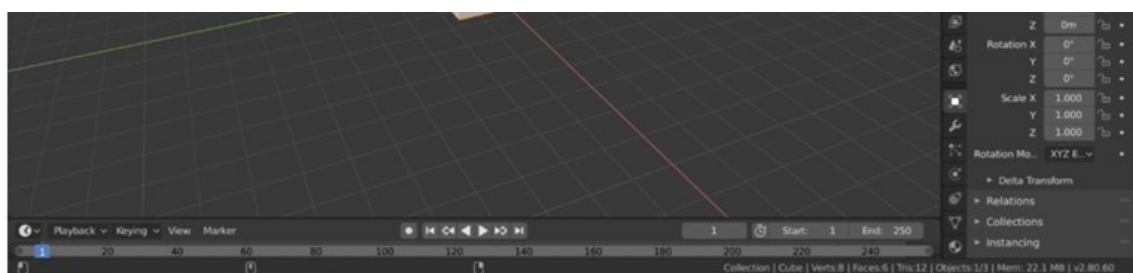 Z 0m
Rotation X 0°
Y 0°
Z 0°
Scale X 1.000
Y 1.000
Z 1.000
Rotation Mo.. XYZ E..
Delta Transform
Relations
Collections
Instancing
Playback Keying View Marker 1 Start: 1 End: 250
1 20 40 60 80 100 120 140 160 180 200 220 240
Collection | Cube | Verts:8 | Faces:6 | Tris:12 | Objects:1/3 | Mem: 22.1 MB | v2.80.60